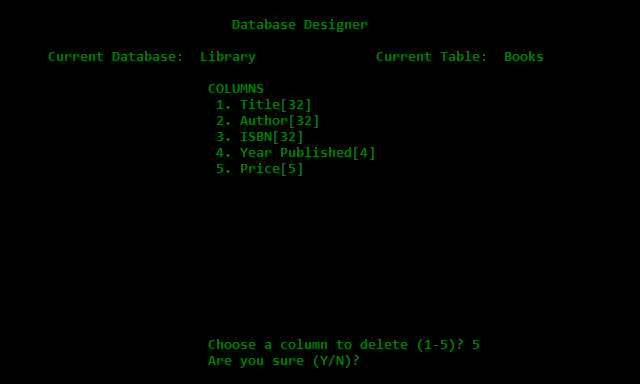 Database Designer
Current Database:  Library               Current Table:  Books
COLUMNS
1. Title[32]
2. Author[32]
3. ISBN[32]
4. Year Published[4]
5. Price[5]
Choose a column to delete (1-5)? 5
Are you sure (Y/N)?